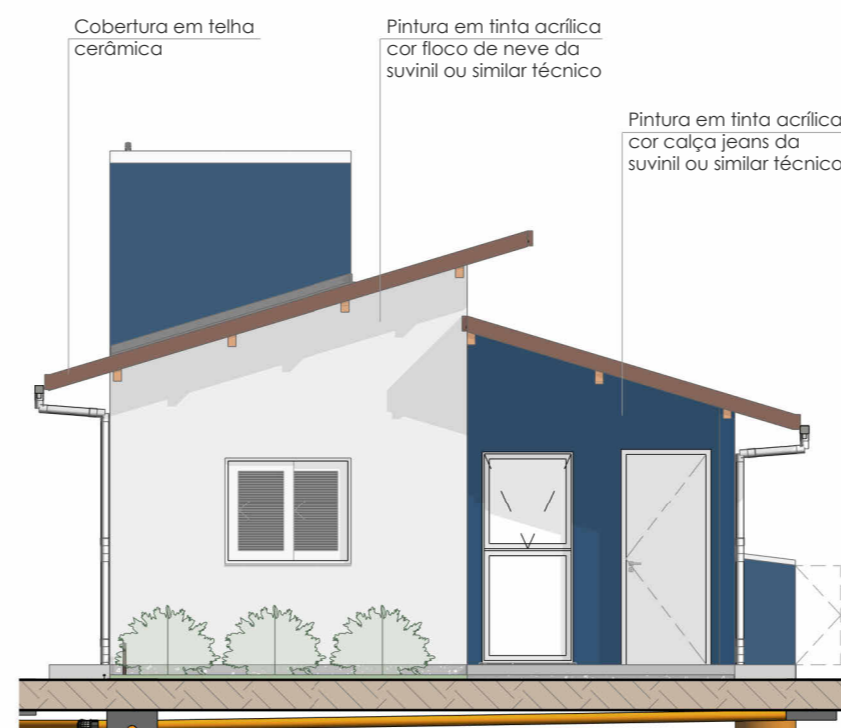 Cobertura em telha
cerâmica
Pintura em tinta acrílica
cor floco de neve da
suvinil ou similar técnico
Pintura em tinta acrílica
cor calça jeans da
suvinil ou similar técnico